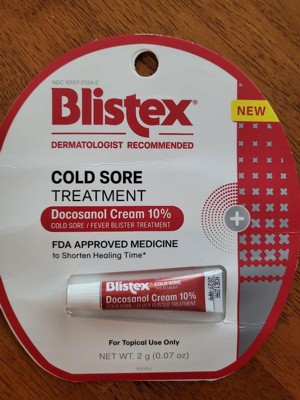 Blistex®
NEW
DERMATOLOGIST RECOMMENDED
COLD SORE
TREATMENT
Docosanol Cream 10%
COLD SORE / FEVER BLISTER TREATMENT
FDA APPROVED MEDICINE
to Shorten Healing Time*
Blistex COLD SORE
TREATMENT
Docosanol Cream 10%
COLD SORE / FEVER BLISTER TREATMENT
For Topical Use Only
NET WT. 2 g (0.07 oz)